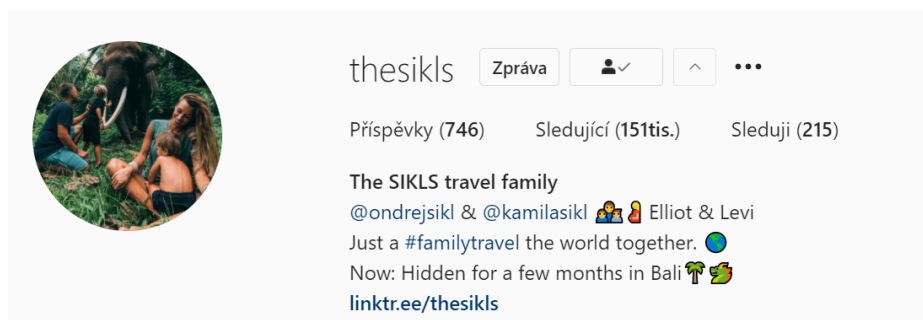 thesikls Zpráva
Příspěvky (746) Sledující (151tis.) Sleduji (215)
The SIKLS travel family
@ondrejsikl & @kamilasikl 👨‍👩‍👦 🤰 Elliot & Levi
Just a #familytravel the world together. 🌎
Now: Hidden for a few months in Bali🌴 🐲
linktr.ee/thesikls